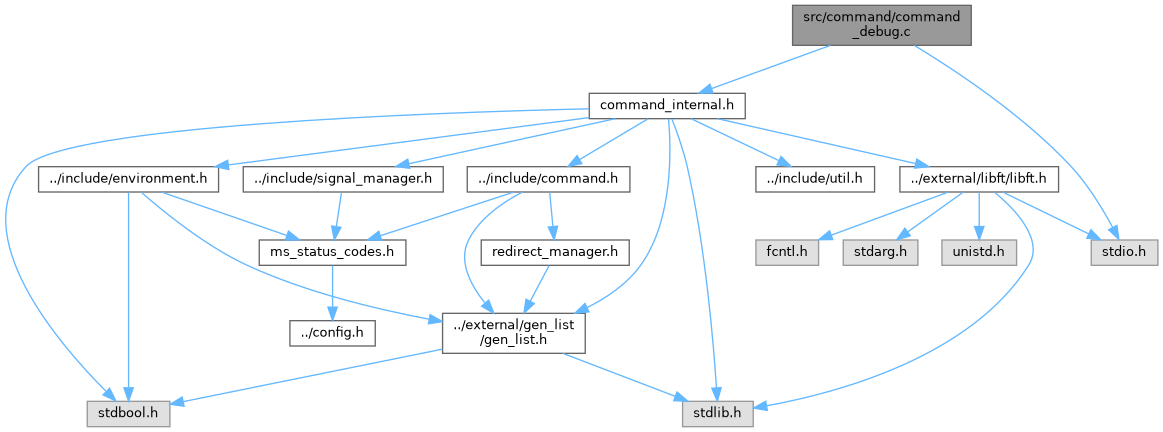 src/command/command
_debug.c
command_internal.h
../include/environment.h
../include/signal_manager.h
../include/command.h
../include/util.h
../external/libft/libft.h
ms_status_codes.h
redirect_manager.h
fcntl.h
stdarg.h
unistd.h
stdio.h
../config.h
../external/gen_list
/gen_list.h
stdbool.h
stdlib.h